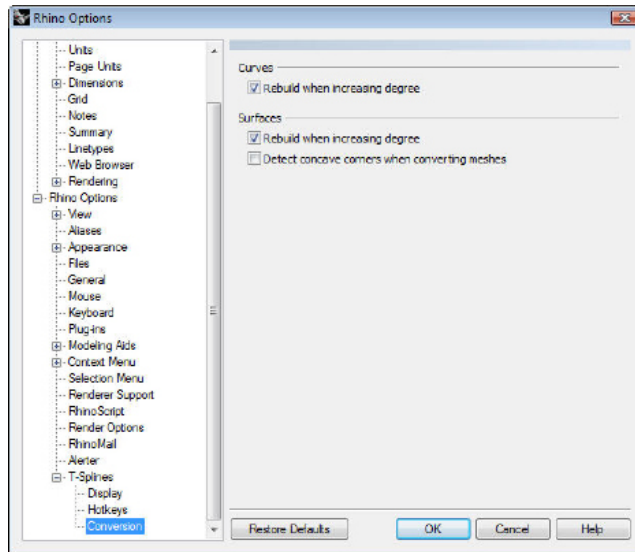 Rhino Options
Units
Page Units
Dimensions
Grid
Notes
Summary
Linetypes
Web Browser
Rendering
Rhino Options
View
Aliases
Appearance
Files
General
Mouse
Keyboard
Plug-ins
Modeling Aids
Context Menu
Selection Menu
Renderer Support
RhinoScript
Render Options
RhinoMail
Alerter
T-Splines
Display
Hotkeys
Conversion
Curves
Rebuild when increasing degree
Surfaces
Rebuild when increasing degree
Detect concave corners when converting meshes
Restore Defaults
OK
Cancel
Help